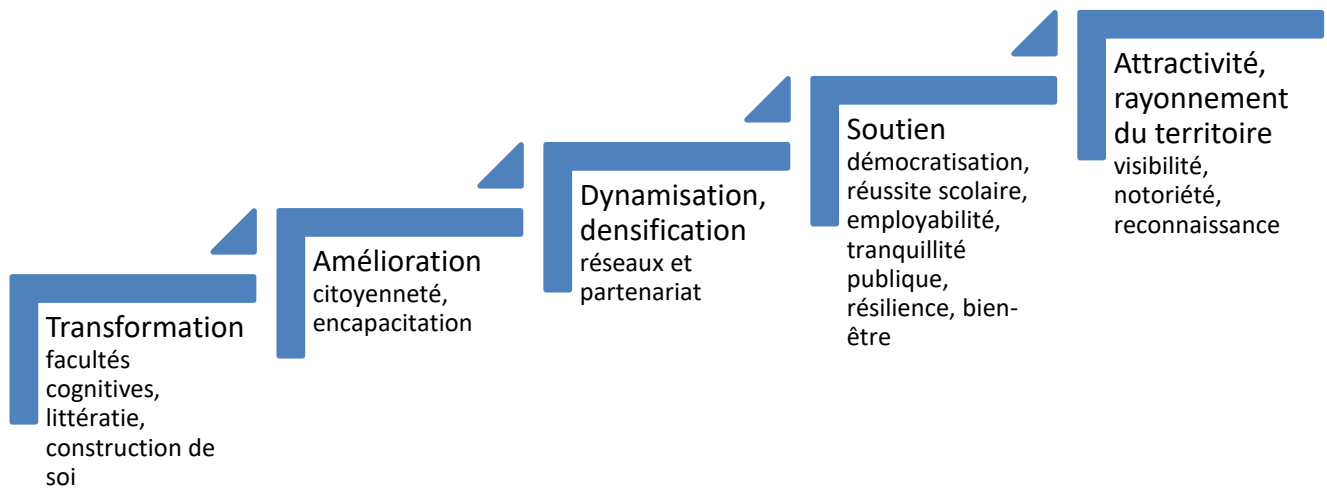 Transformation
facultés
cognitives,
littératie,
construction de
soi
Amélioration
citoyenneté,
encapacitation
Dynamisation,
densification
réseaux et
partenariat
Soutien
démocratisation,
réussite scolaire,
employabilité,
tranquillité
publique,
résilience, bien-
être
Attractivité,
rayonnement
du territoire
visibilité,
notoriété,
reconnaissance